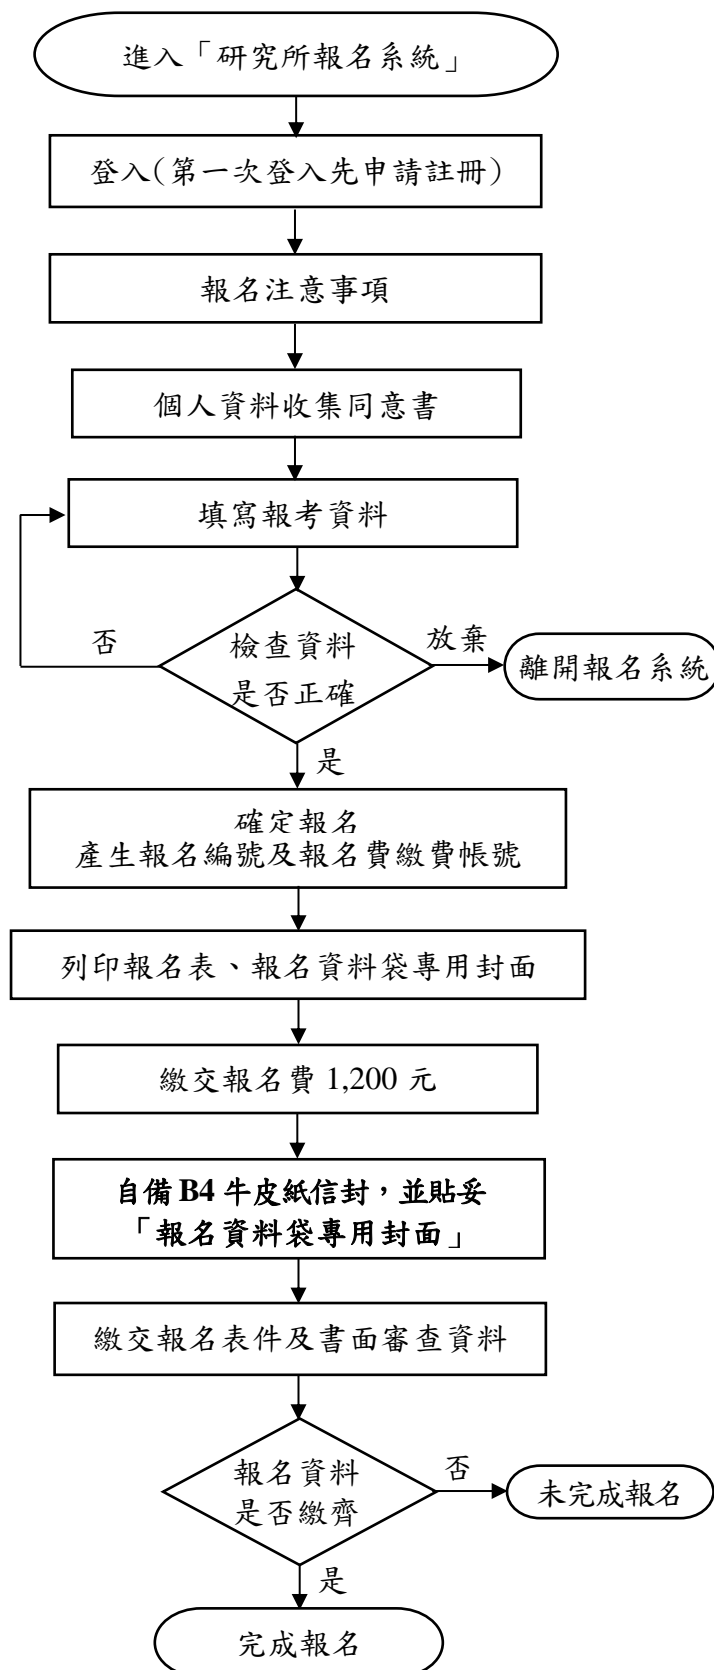 進入「研究所報名系統」
登入(第一次登入先申請註冊)
報名注意事項
個人資料收集同意書
填寫報考資料
否
檢查資料
是否正確
放棄
離開報名系統
是
確定報名
產生報名編號及報名費繳費帳號
列印報名表、報名資料袋專用封面
繳交報名費 1,200 元
自備 B4 牛皮紙信封，並貼妥
「報名資料袋專用封面」
繳交報名表件及書面審查資料
報名資料
是否繳齊
否
未完成報名
是
完成報名